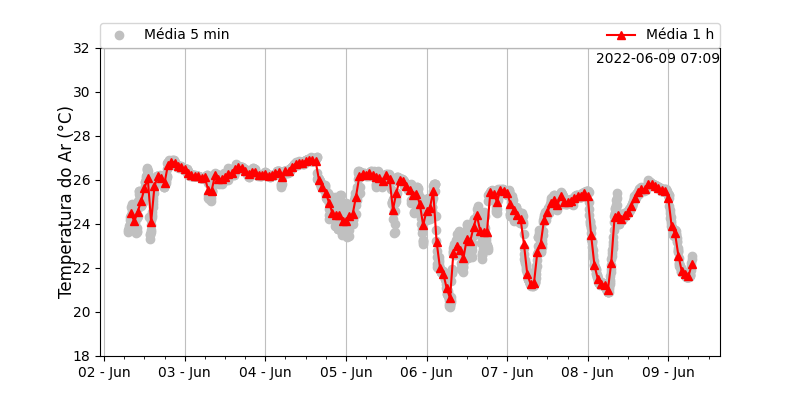 Média 5 min
Média 1 h
2022-06-09 07:09
Temperatura do Ar (°C)
32
30
28
26
24
22
20
18
02 - Jun
03 - Jun
04 - Jun
05 - Jun
06 - Jun
07 - Jun
08 - Jun
09 - Jun